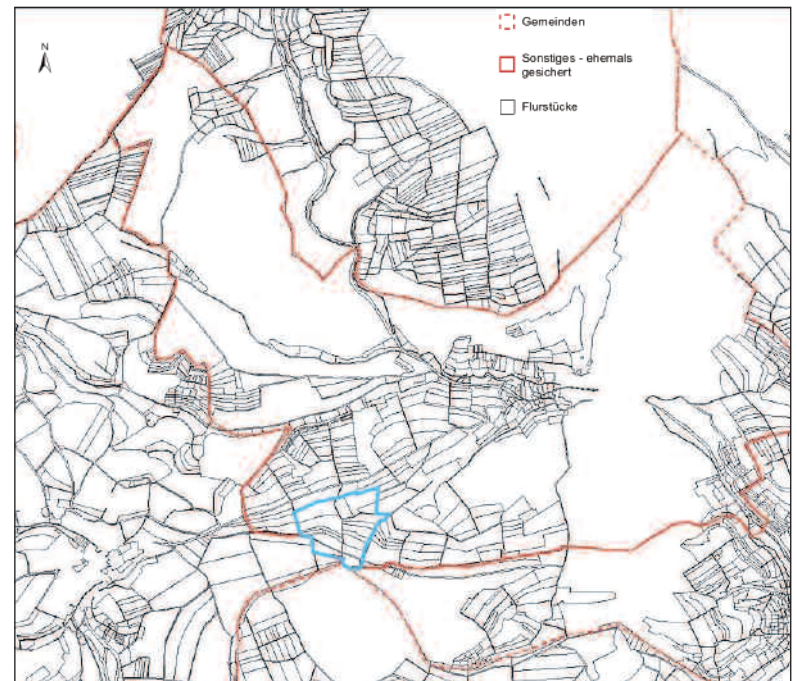 N
Gemeinden
Sonstiges - ehemals
gesichert
Flurstücke